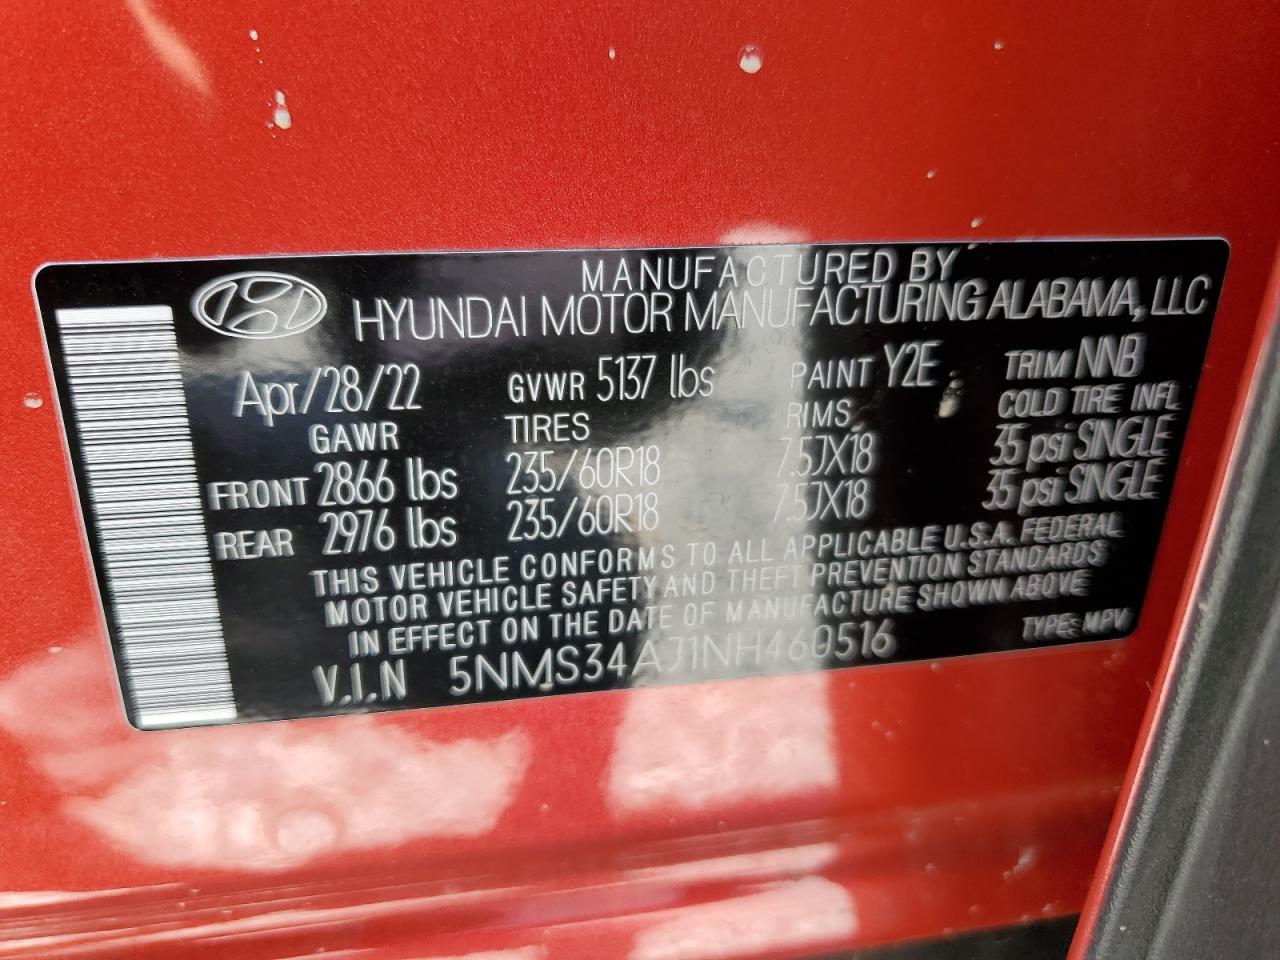 MANUFACTURED BY
HYUNDAI MOTOR MANUFACTURING ALABAMA, LLC
Apr/28/22 GVWR 5137 lbs PAINT Y2E TRIM NNB
GAWR TIRES RIMS COLD TIRE INFL
FRONT 2866 lbs 235/60R18 7.5JX18 35 psi SINGLE
REAR 2976 lbs 235/60R18 7.5JX18 35 psi SINGLE
THIS VEHICLE CONFORMS TO ALL APPLICABLE U.S.A. FEDERAL
MOTOR VEHICLE SAFETY AND THEFT PREVENTION STANDARDS
IN EFFECT ON THE DATE OF MANUFACTURE SHOWN ABOVE
V.I.N 5NMS34AJ1NH460516 TYPE: MPV